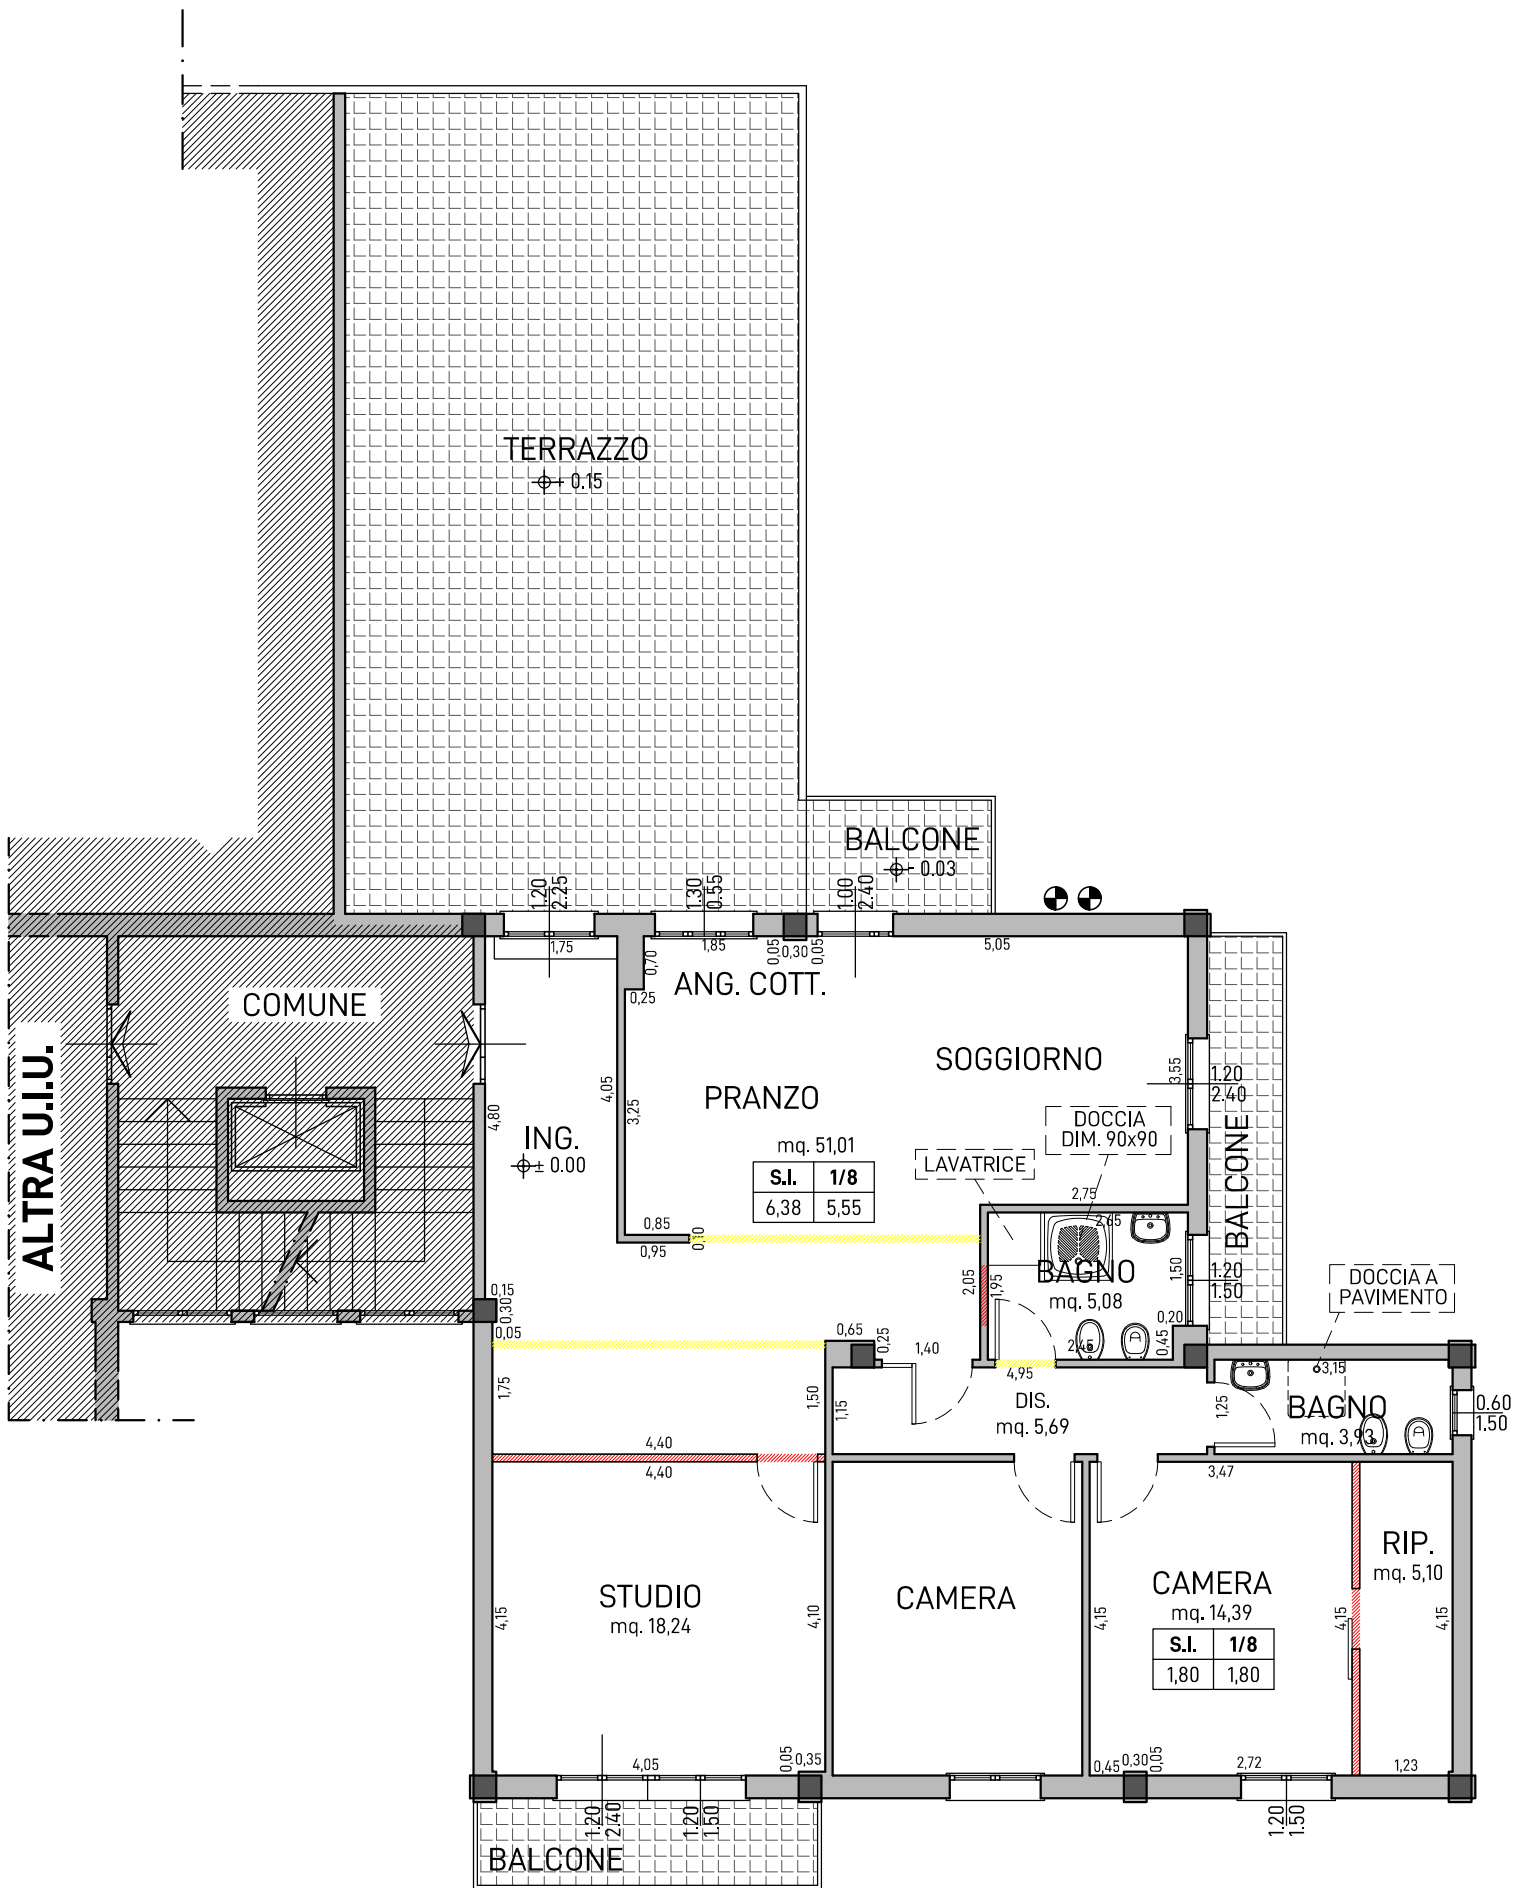 TERRAZZO
+ 0.15
BALCONE
- 0.03
1.20
2.25
1.30
0.55
1.00
2.40
1,75
1,85
0,05
0,30
0,05
5,05
0,70
0,25
ANG. COTT.
COMUNE
ALTRA U.I.U.
SOGGIORNO
PRANZO
mq. 51,01
S.I. 1/8
6,38 5,55
4,05
3,25
4,80
ING.
± 0.00
3,55
1.20
2.40
DOCCIA
DIM. 90x90
LAVATRICE
BALCONE
2,75
2,65
0,85
0,10
0,95
BAGNO
mq. 5,08
2,05
1,95
1,50
1.20
1.50
0,20
0,45
2,45
DOCCIA A
PAVIMENTO
0,15
0,30
0,05
0,65
0,25
1,40
4,95
DIS.
mq. 5,69
3,15
1,25
BAGNO
mq. 3,93
0.60
1.50
1,75
1,50
1,15
4,40
4,40
3,47
STUDIO
mq. 18,24
4,15
4,10
CAMERA
CAMERA
mq. 14,39
S.I. 1/8
1,80 1,80
4,15
4,15
RIP.
mq. 5,10
4,15
4,05
0,05
0,35
0,45
0,30
0,05
2,72
1,23
1.20
2.40
1.20
1.50
1.20
1.50
BALCONE